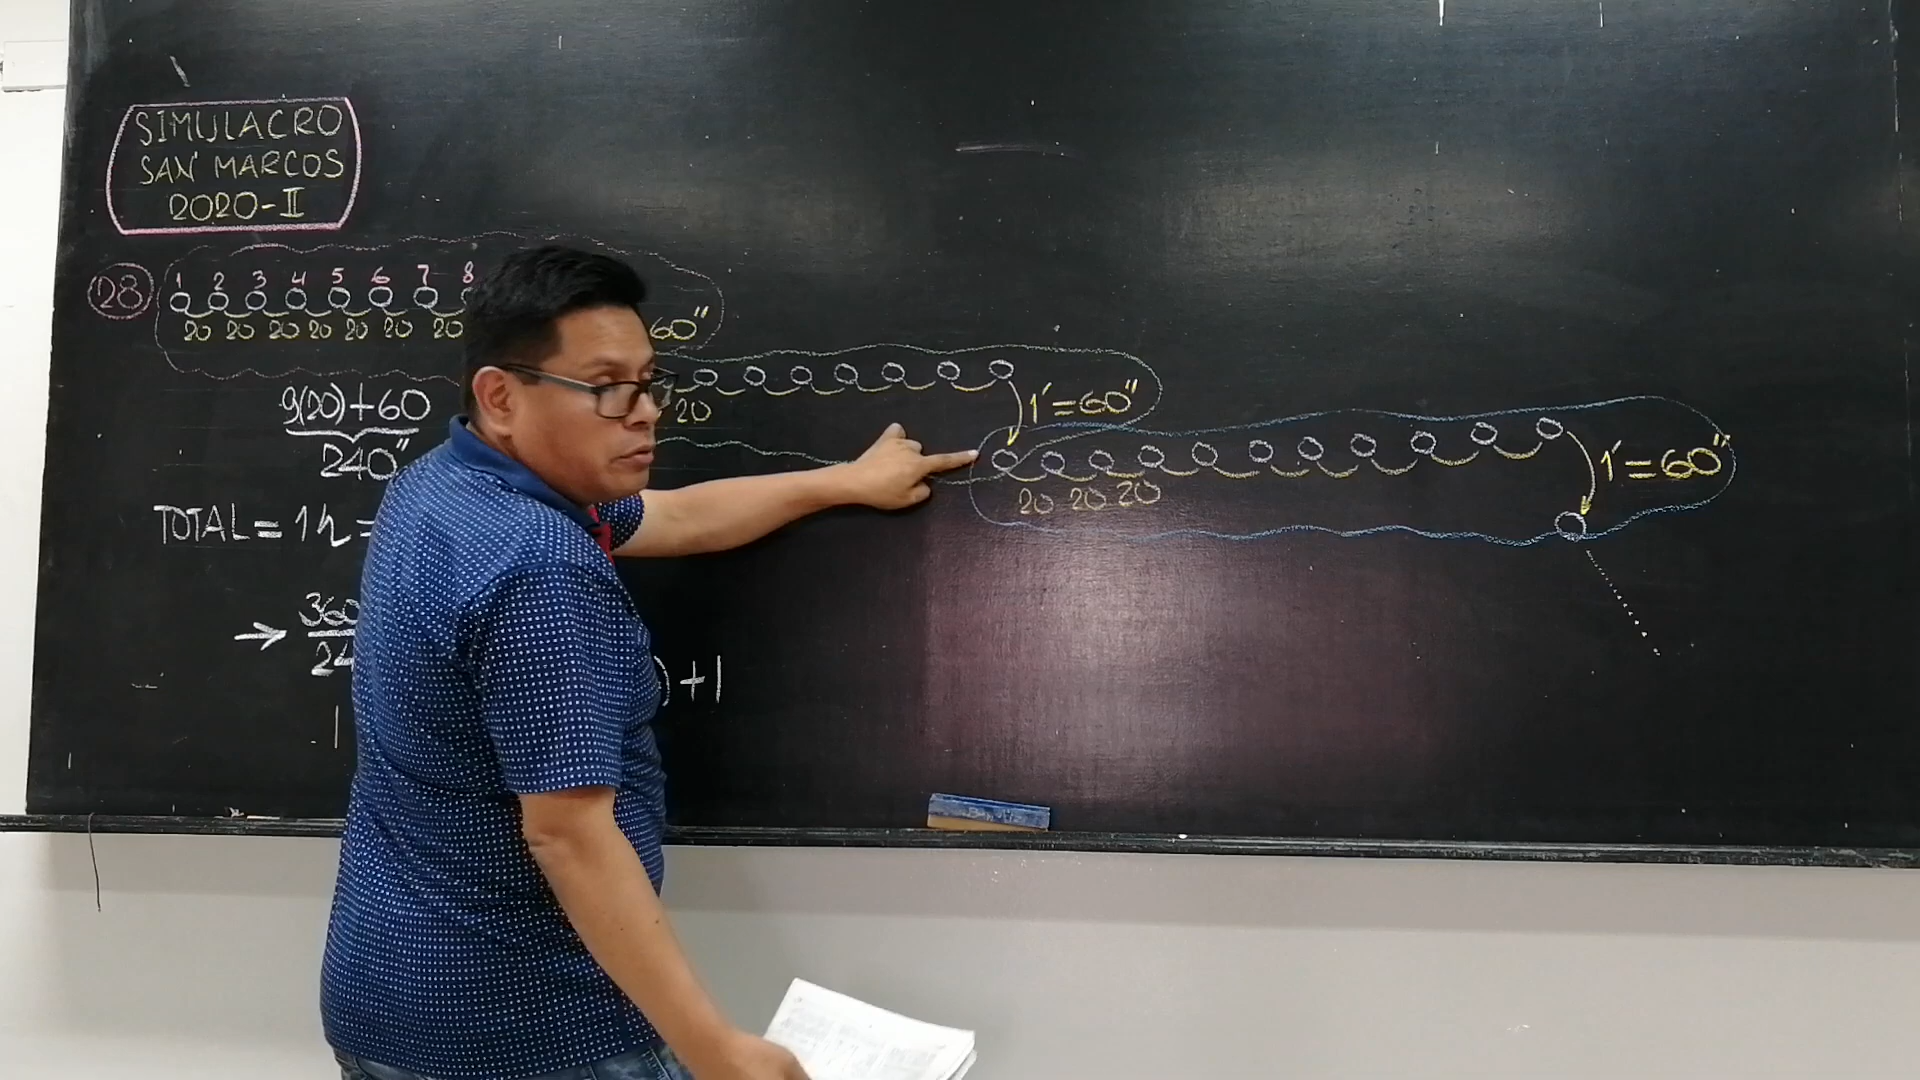 SIMULACRO
SAN MARCOS
2020-II
28
1 2 3 4 5 6 7 8
20 20 20 20 20 20 20
60"
9(20)+60
240"
20
1'=60"
20 20 20
1'=60"
TOTAL = 1h =
→ 360
24
) +1